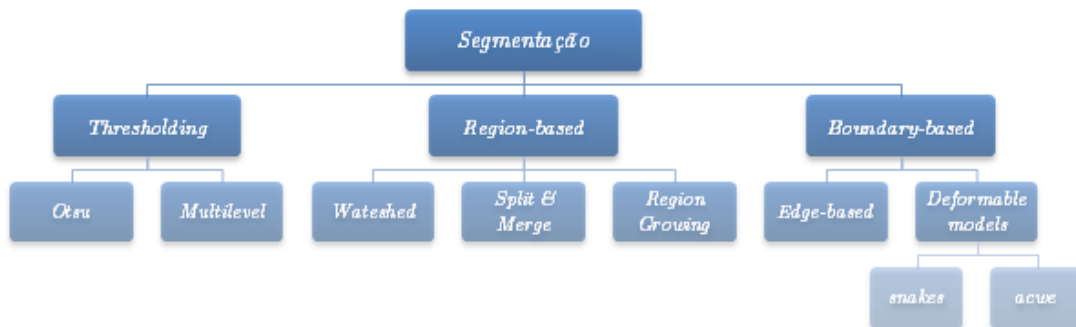 Segmentação
Thresholding
Region-based
Boundary-based
Otsu
Multilevel
Wateshed
Split &
Merge
Region
Growing
Edge-based
Deformable
models
snakes
acwe